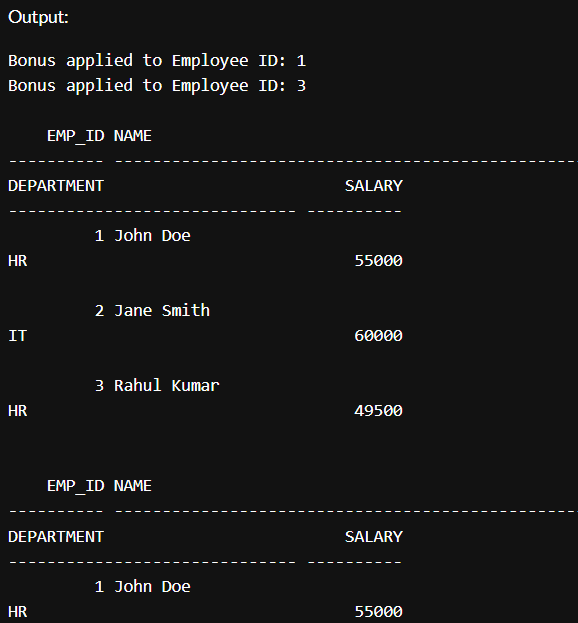 Output:
Bonus applied to Employee ID: 1
Bonus applied to Employee ID: 3
    EMP_ID NAME
---------- -------------------------------------------------
DEPARTMENT                         SALARY
------------------------------ ----------
         1 John Doe
HR                                  55000
         2 Jane Smith
IT                                  60000
         3 Rahul Kumar
HR                                  49500
    EMP_ID NAME
---------- -------------------------------------------------
DEPARTMENT                         SALARY
------------------------------ ----------
         1 John Doe
HR                                  55000